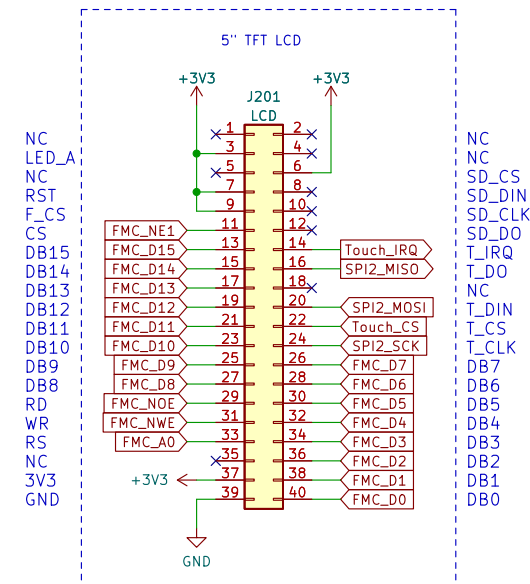 5" TFT LCD
+3V3 +3V3
J201
LCD
NC 1 2 NC
LED_A 3 4 NC
NC 5 6 SD_CS
RST 7 8 SD_DIN
F_CS 9 10 SD_CLK
CS FMC_NE1 11 12 SD_DO
DB15 FMC_D15 13 14 Touch_IRQ T_IRQ
DB14 FMC_D14 15 16 SPI2_MISO T_DO
DB13 FMC_D13 17 18 NC
DB12 FMC_D12 19 20 SPI2_MOSI T_DIN
DB11 FMC_D11 21 22 Touch_CS T_CS
DB10 FMC_D10 23 24 SPI2_SCK T_CLK
DB9 FMC_D9 25 26 FMC_D7 DB7
DB8 FMC_D8 27 28 FMC_D6 DB6
RD FMC_NOE 29 30 FMC_D5 DB5
WR FMC_NWE 31 32 FMC_D4 DB4
RS FMC_A0 33 34 FMC_D3 DB3
NC 35 36 FMC_D2 DB2
3V3 +3V3 37 38 FMC_D1 DB1
GND 39 40 FMC_D0 DB0
GND